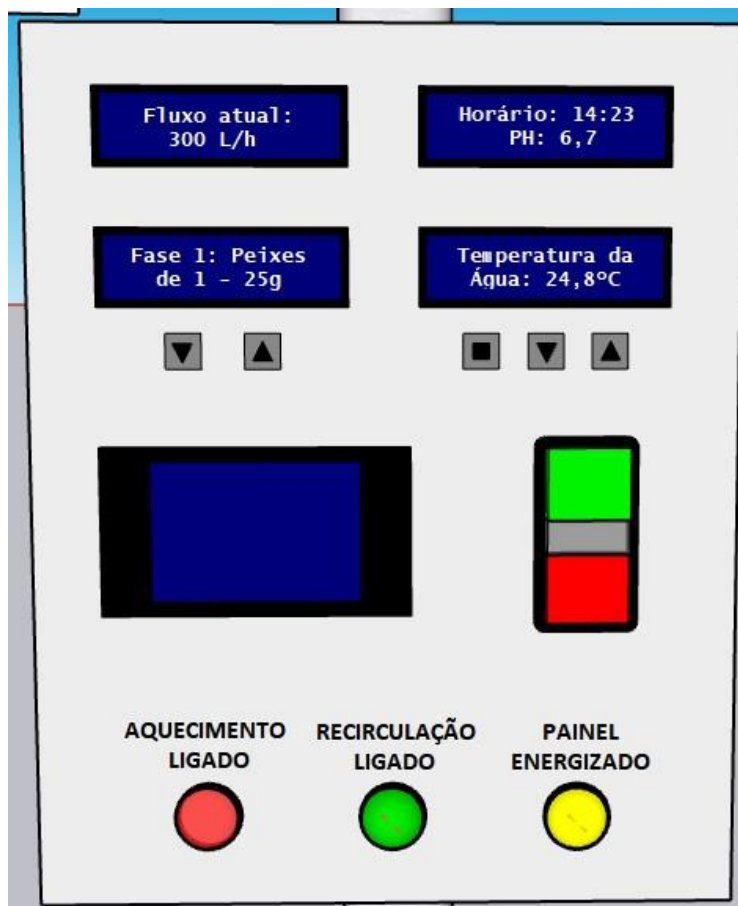 Fluxo atual:
300 L/h
Horário: 14:23
PH: 6,7
Fase 1: Peixes
de 1 - 25g
Temperatura da
Água: 24,8ºC
AQUECIMENTO
LIGADO
RECIRCULAÇÃO
LIGADO
PAINEL
ENERGIZADO